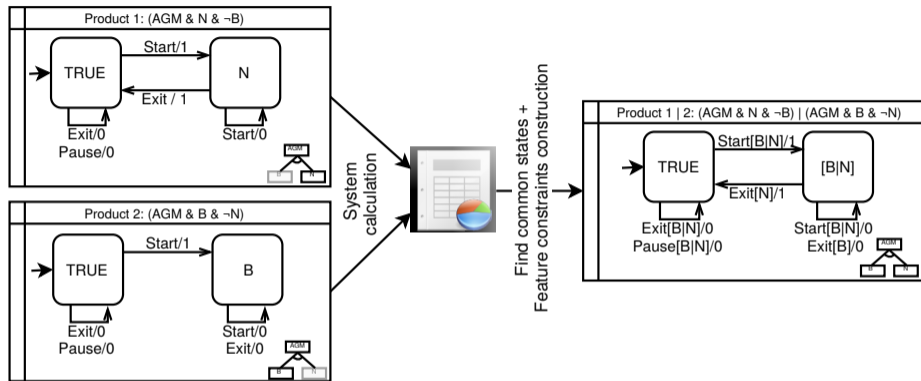 Product 1: (AGM & N & ¬B)
Start/1
TRUE
N
Exit / 1
Exit/0
Pause/0
Start/0
AGM
B
N
Product 2: (AGM & B & ¬N)
Start/1
TRUE
B
Exit/0
Pause/0
Start/0
Exit/0
AGM
B
N
System
calculation
Find common states +
Feature constraints construction
Product 1 | 2: (AGM & N & ¬B) | (AGM & B & ¬N)
Start[B|N]/1
TRUE
[B|N]
Exit[N]/1
Exit[B|N]/0
Pause[B|N]/0
Start[B|N]/0
Exit[B]/0
AGM
B
N